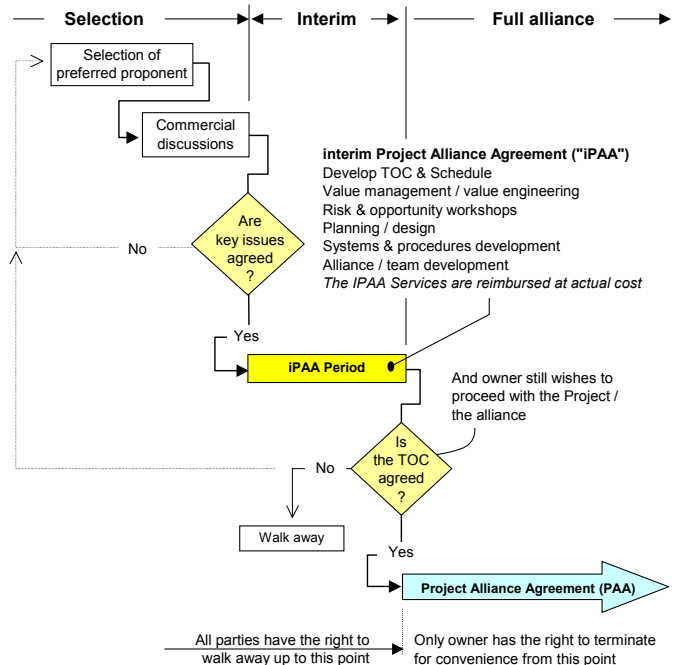 Selection
Interim
Full alliance
Selection of
preferred proponent
Commercial
discussions
interim Project Alliance Agreement ("iPAA")
Develop TOC & Schedule
Value management / value engineering
Risk & opportunity workshops
Planning / design
Systems & procedures development
Alliance / team development
The IPAA Services are reimbursed at actual cost
Are
key issues
agreed
?
No
Yes
iPAA Period
And owner still wishes to
proceed with the Project /
the alliance
Is
the TOC
agreed
?
No
Walk away
Yes
Project Alliance Agreement (PAA)
All parties have the right to
walk away up to this point
Only owner has the right to terminate
for convenience from this point